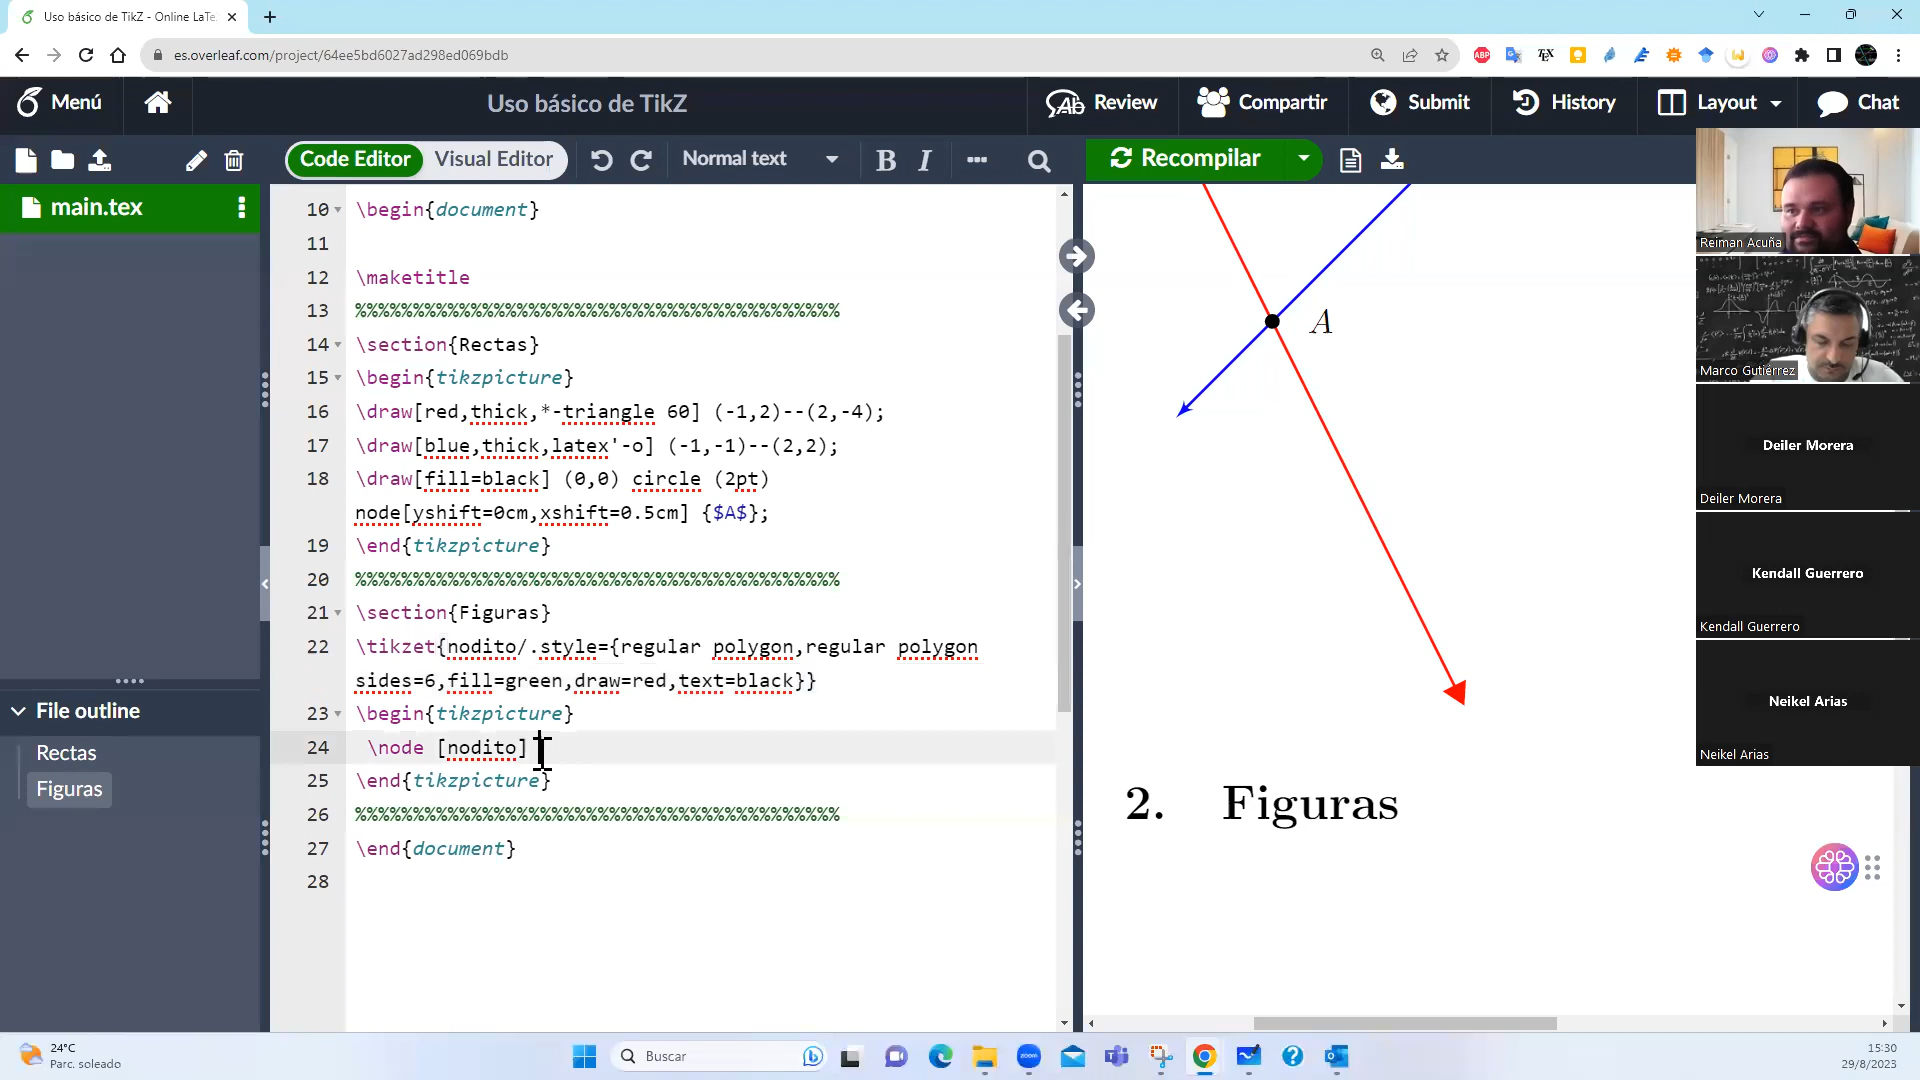 Uso básico de TikZ - Online LaTe
es.overleaf.com/project/64ee5bd6027ad298ed069bdb
ABP
TEX
Menú
Uso básico de TikZ
Review
Compartir
Submit
History
Layout
Chat
Code Editor
Visual Editor
Normal text
B
I
Recompilar
main.tex
10 \begin{document}
11
12 \maketitle
13 %%%%%%%%%%%%%%%%%%%%%%%%%%%%%%%%%%%%%%%%%%
14 \section{Rectas}
15 \begin{tikzpicture}
16 \draw[red,thick,*-triangle 60] (-1,2)--(2,-4);
17 \draw[blue,thick,latex'-o] (-1,-1)--(2,2);
18 \draw[fill=black] (0,0) circle (2pt)
node[yshift=0cm,xshift=0.5cm] {$A$};
19 \end{tikzpicture}
20 %%%%%%%%%%%%%%%%%%%%%%%%%%%%%%%%%%%%%%%%%%
21 \section{Figuras}
22 \tikzet{nodito/.style={regular polygon,regular polygon
sides=6,fill=green,draw=red,text=black}}
23 \begin{tikzpicture}
24 \node [nodito]
25 \end{tikzpicture}
26 %%%%%%%%%%%%%%%%%%%%%%%%%%%%%%%%%%%%%%%%%%
27 \end{document}
28
File outline
Rectas
Figuras
A
2. Figuras
Reiman Acuña
Marco Gutiérrez
Deiler Morera
Deiler Morera
Kendall Guerrero
Kendall Guerrero
Neikel Arias
Neikel Arias
24°C
Parc. soleado
Buscar
zoom
15:30
29/8/2023